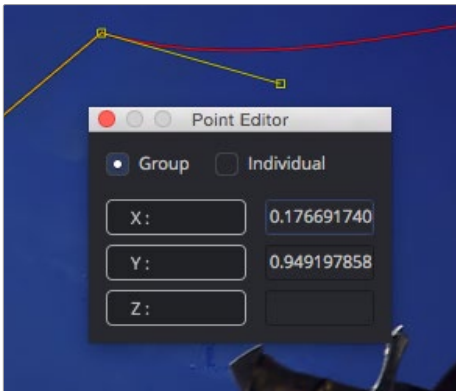 Point Editor
Group Individual
X: 0.176691740
Y: 0.949197858
Z: